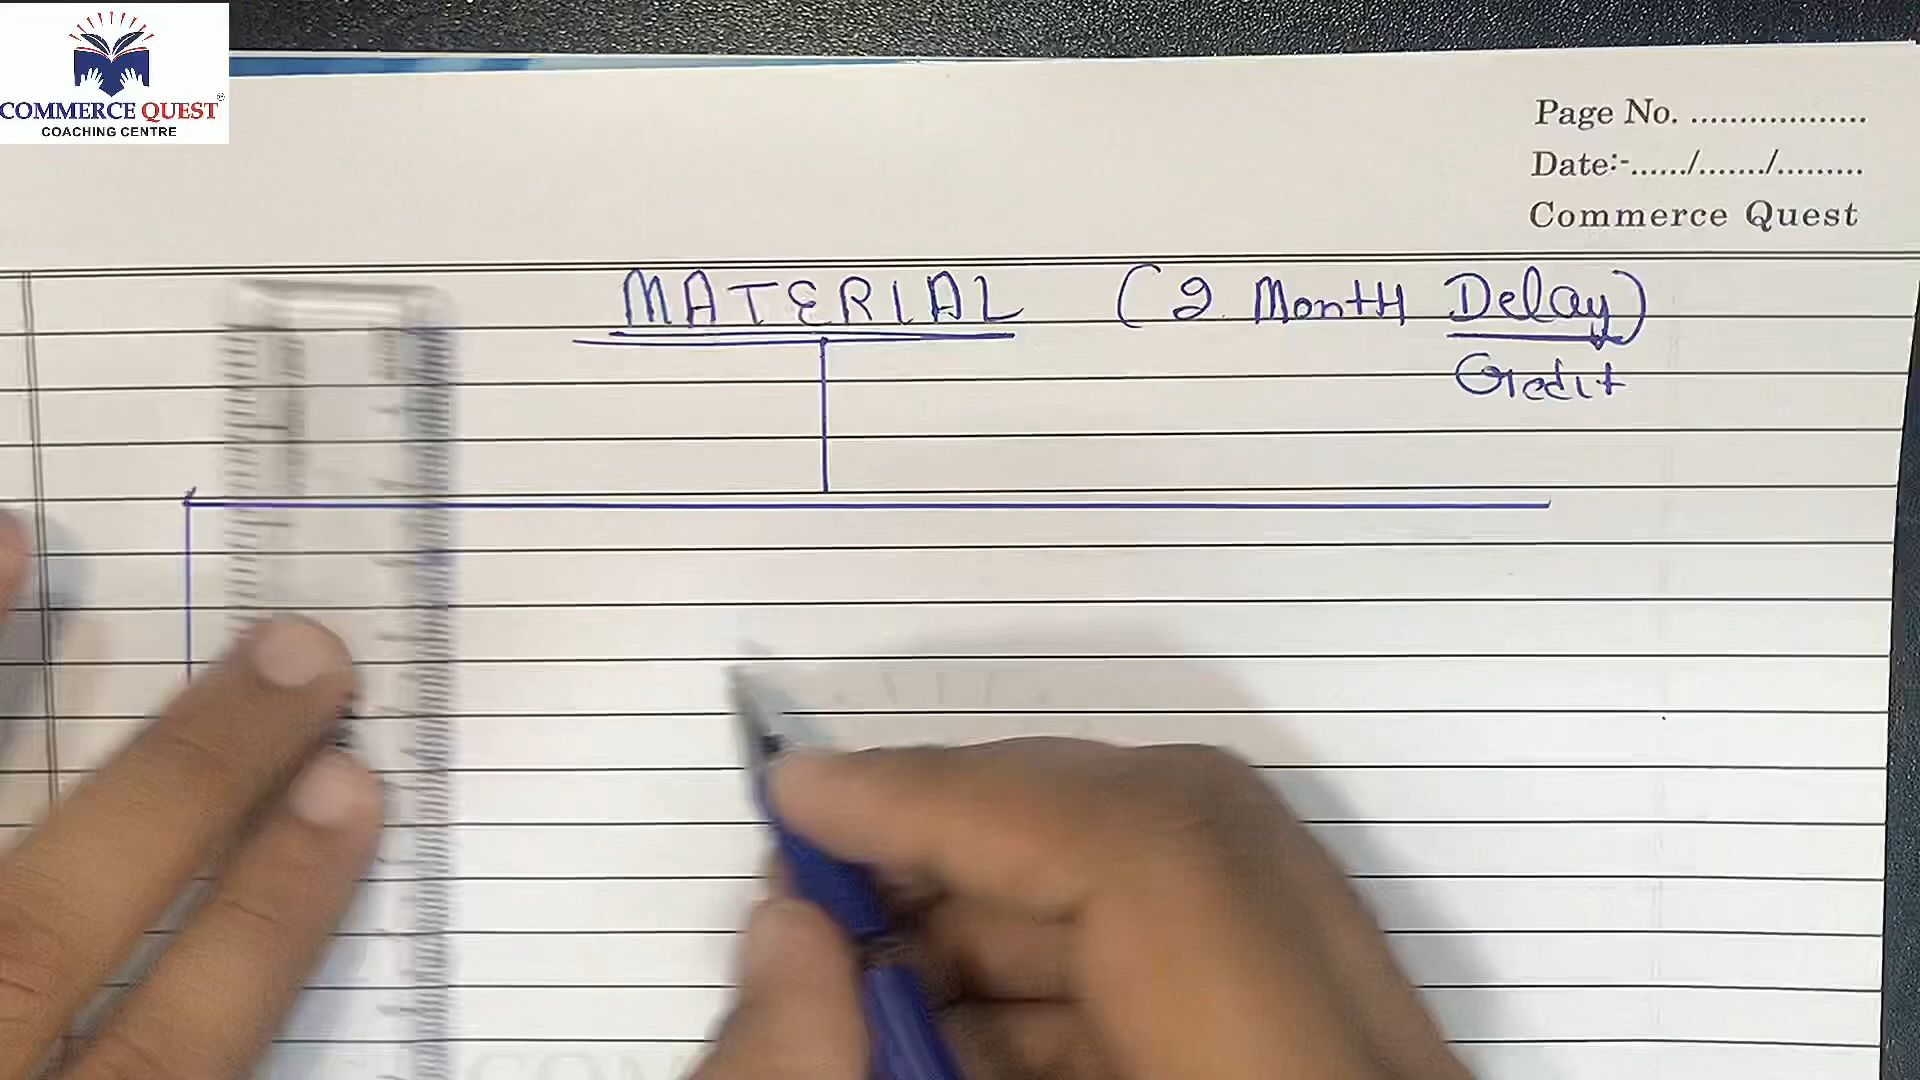 COMMERCE QUEST
COACHING CENTRE
Page No. ..................
Date:-....../......./.........
Commerce Quest
MATERIAL (2 Month Delay)
Credit